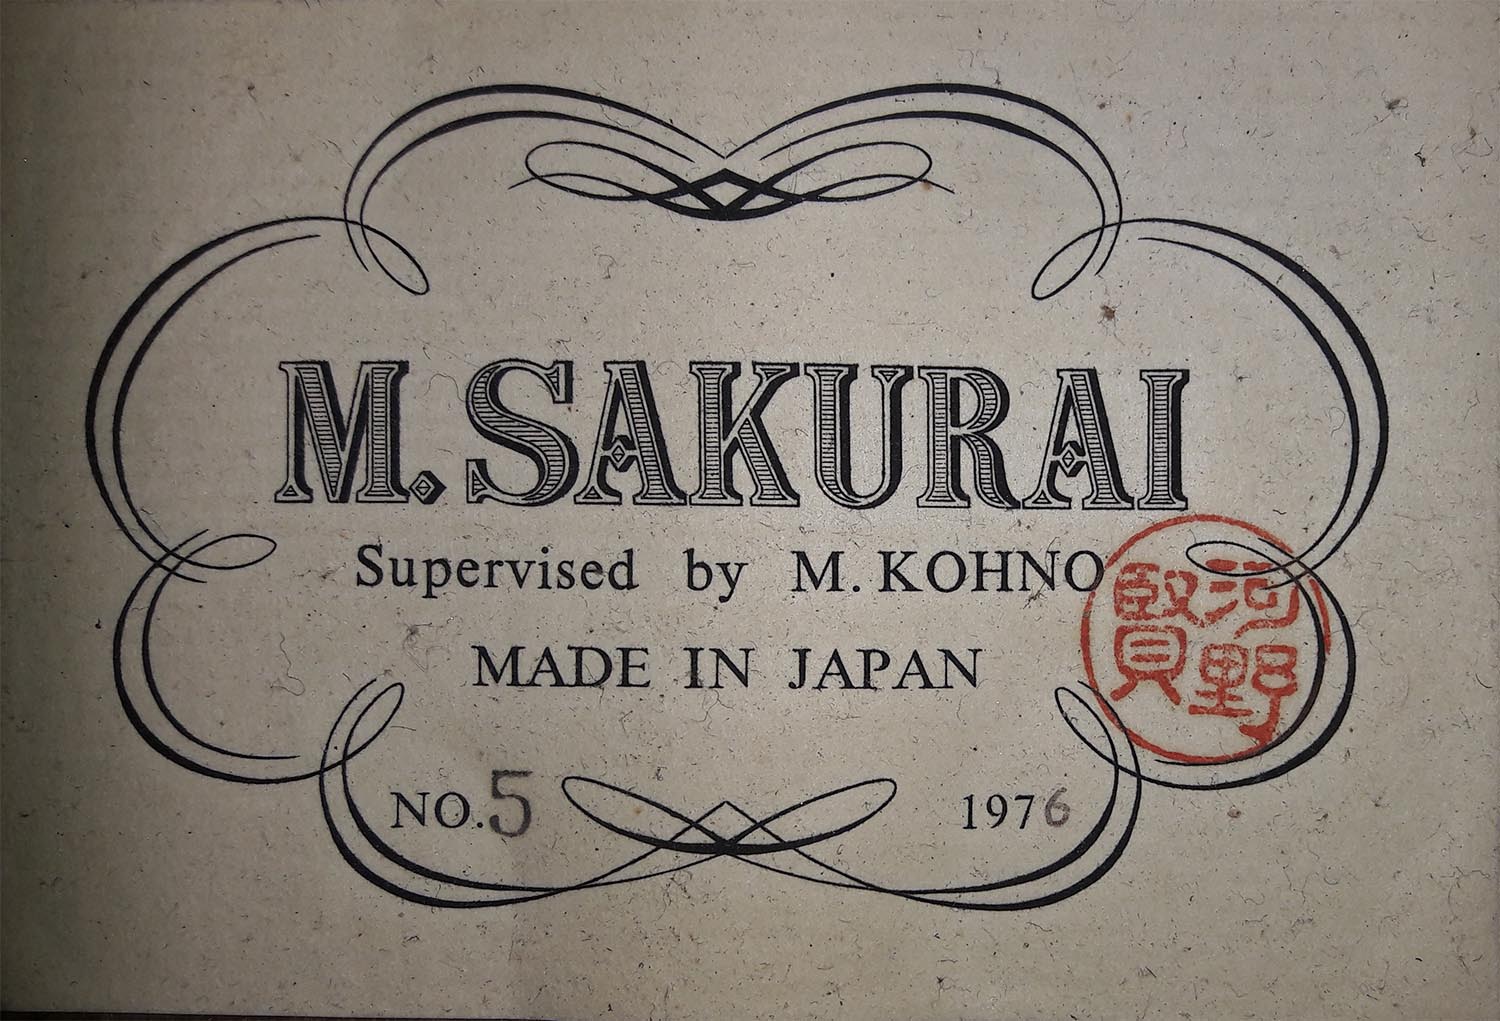 M. SAKURAI
Supervised by M. KOHNO
河野
賢
MADE IN JAPAN
NO. 5
1976